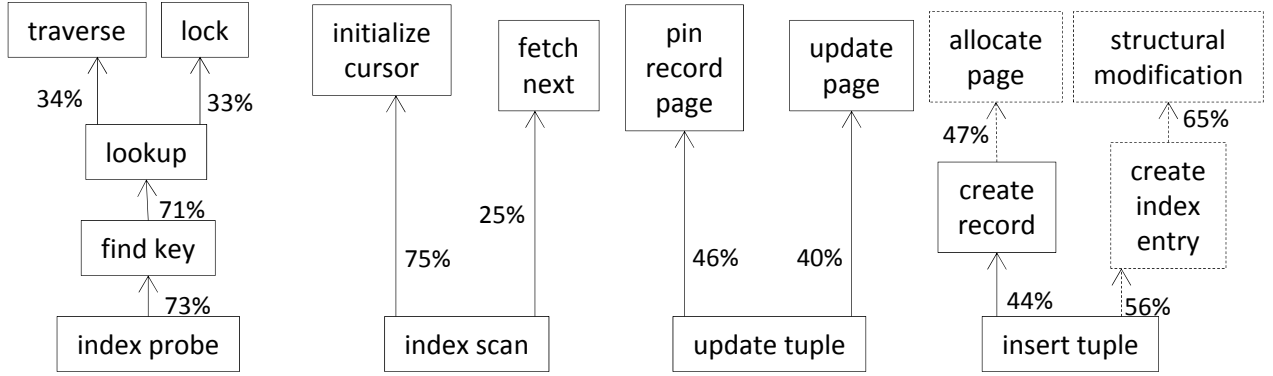 traverse
lock
34%
33%
lookup
71%
find key
73%
index probe
initialize
cursor
fetch
next
75%
25%
index scan
pin
record
page
update
page
46%
40%
update tuple
allocate
page
structural
modification
47%
65%
create
record
create
index
entry
44%
56%
insert tuple